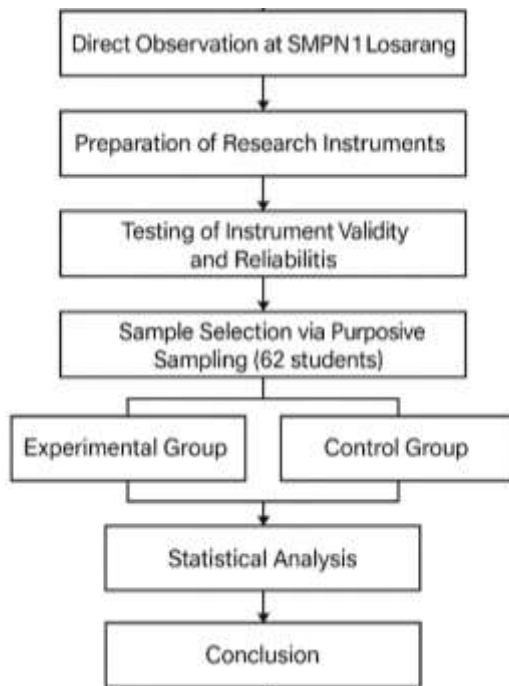 Direct Observation at SMPN 1 Losarang
Preparation of Research Instruments
Testing of Instrument Validity
and Reliabilitis
Sample Selection via Purposive
Sampling (62 students)
Experimental Group
Control Group
Statistical Analysis
Conclusion